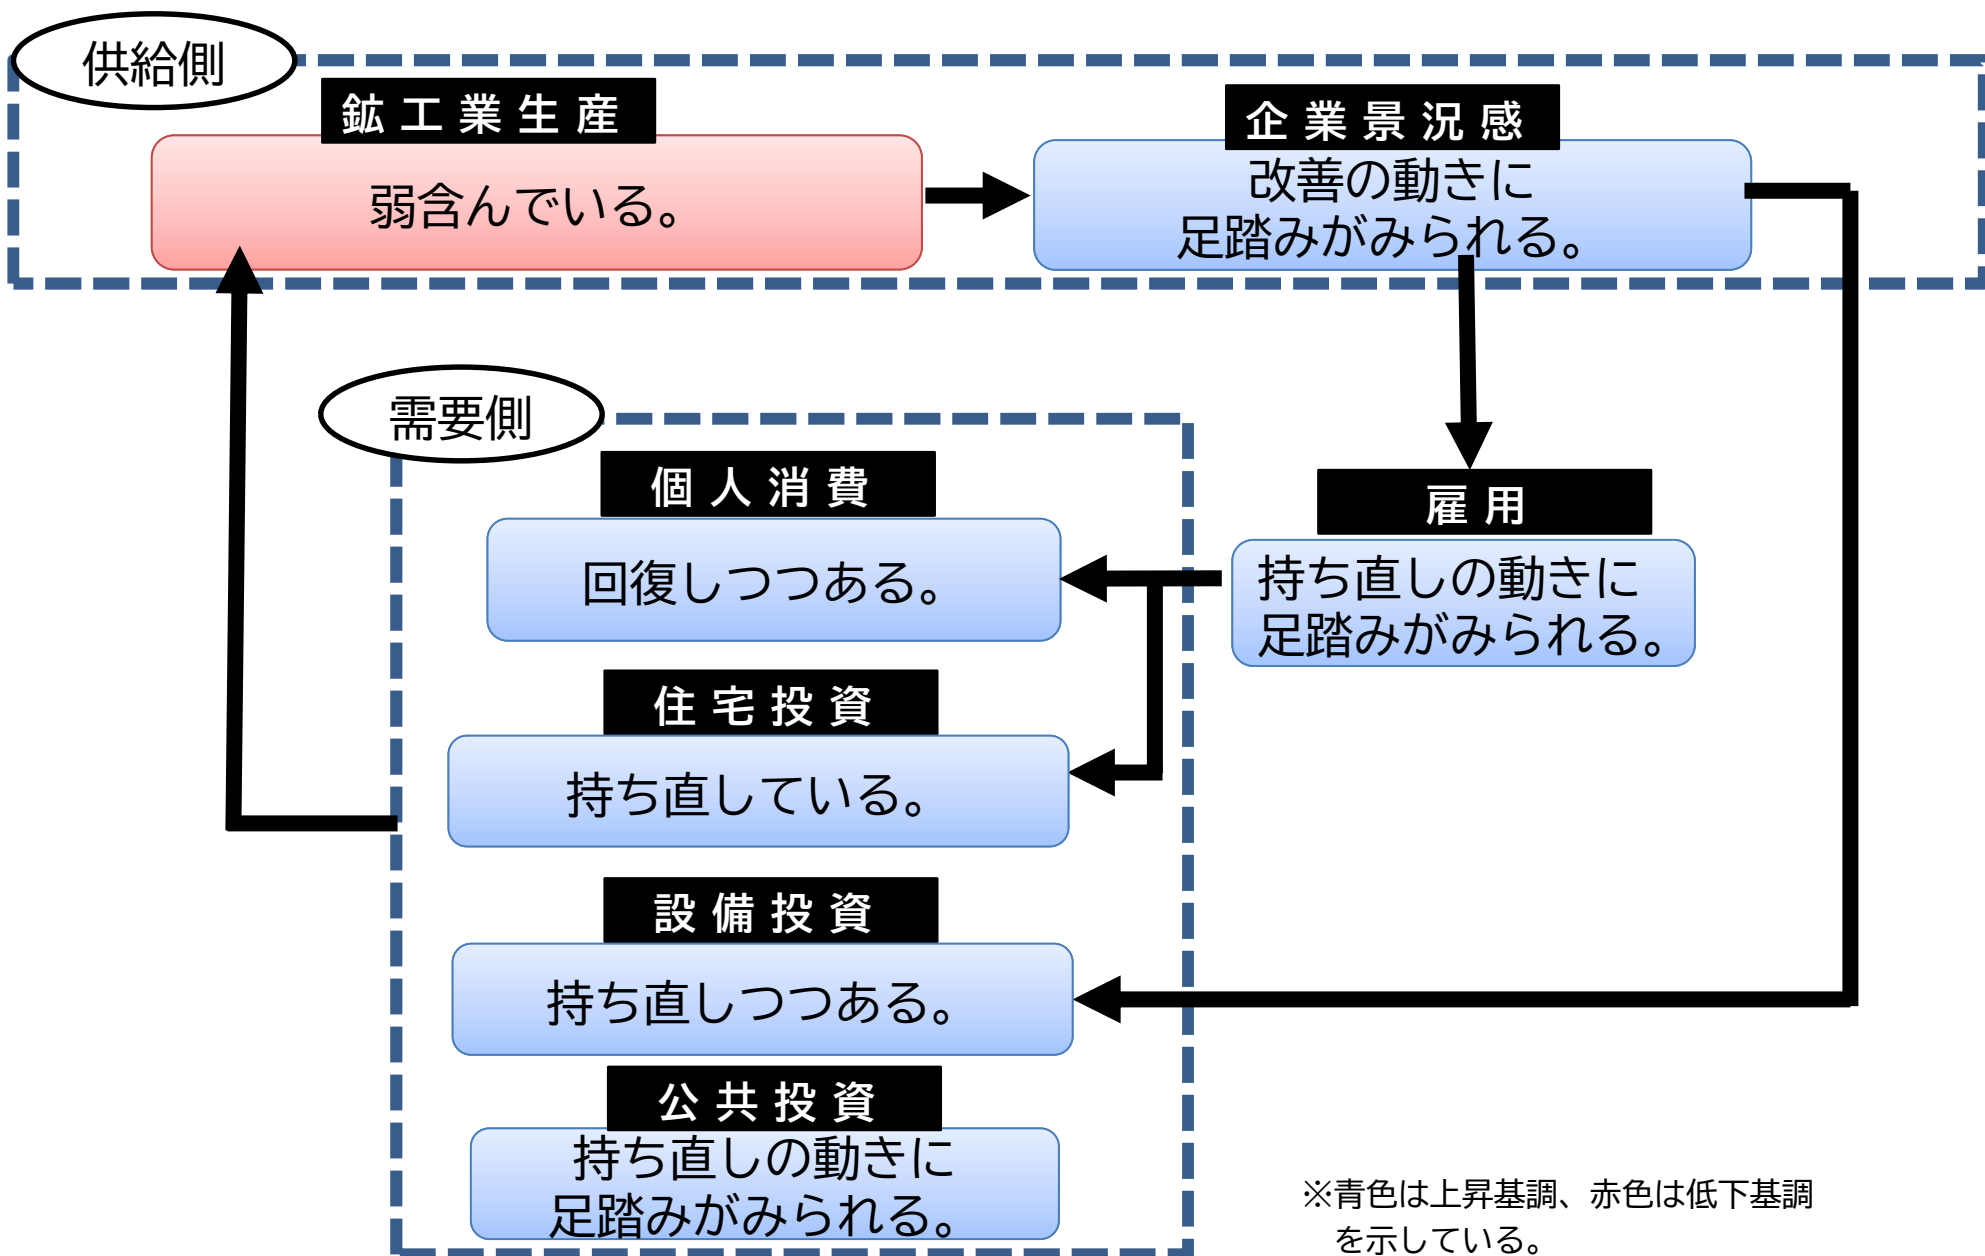 供給側
鉱工業生産
弱含んでいる。
企業景況感
改善の動きに
足踏みがみられる。
需要側
個人消費
回復しつつある。
雇用
持ち直しの動きに
足踏みがみられる。
住宅投資
持ち直している。
設備投資
持ち直しつつある。
公共投資
持ち直しの動きに
足踏みがみられる。
※青色は上昇基調、赤色は低下基調
を示している。